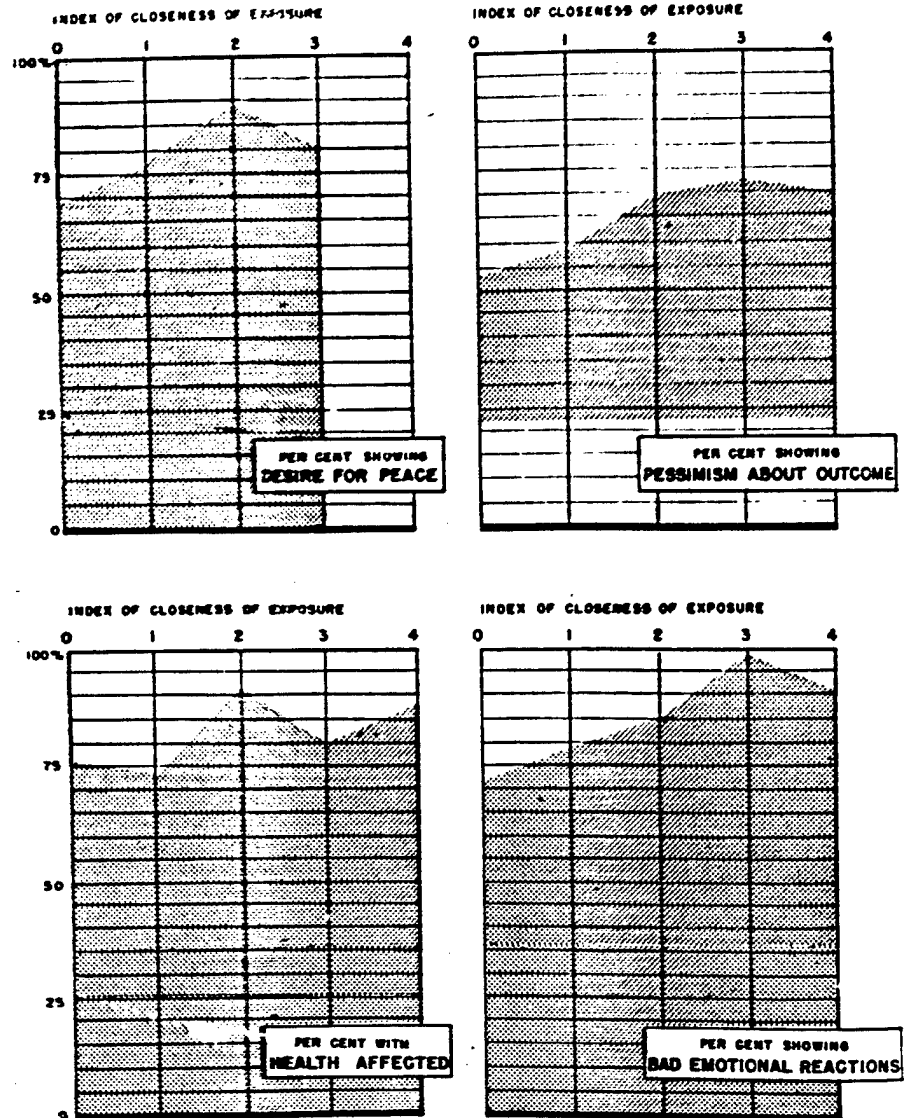 INDEX OF CLOSENESS OF EXPOSURE
0 1 2 3 4
100%
75
50
25
0
PER CENT SHOWING
DESIRE FOR PEACE
INDEX OF CLOSENESS OF EXPOSURE
0 1 2 3 4
PER CENT SHOWING
PESSIMISM ABOUT OUTCOME
INDEX OF CLOSENESS OF EXPOSURE
0 1 2 3 4
100%
75
50
25
0
PER CENT WITH
HEALTH AFFECTED
INDEX OF CLOSENESS OF EXPOSURE
0 1 2 3 4
PER CENT SHOWING
BAD EMOTIONAL REACTIONS